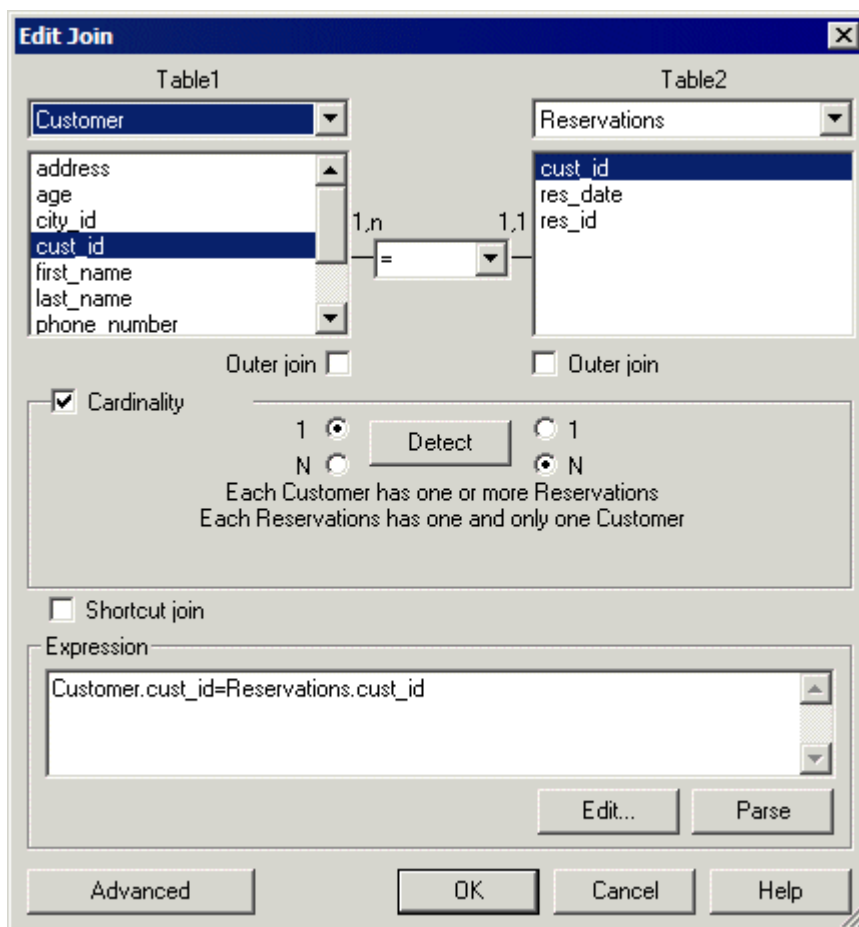 Edit Join
Table1
Table2
Customer
Reservations
address
age
city_id
cust_id
first_name
last_name
phone_number
1,n
=
1,1
cust_id
res_date
res_id
Outer join
Outer join
Cardinality
1
Detect
1
N
N
Each Customer has one or more Reservations
Each Reservations has one and only one Customer
Shortcut join
Expression
Customer.cust_id=Reservations.cust_id
Edit...
Parse
Advanced
OK
Cancel
Help